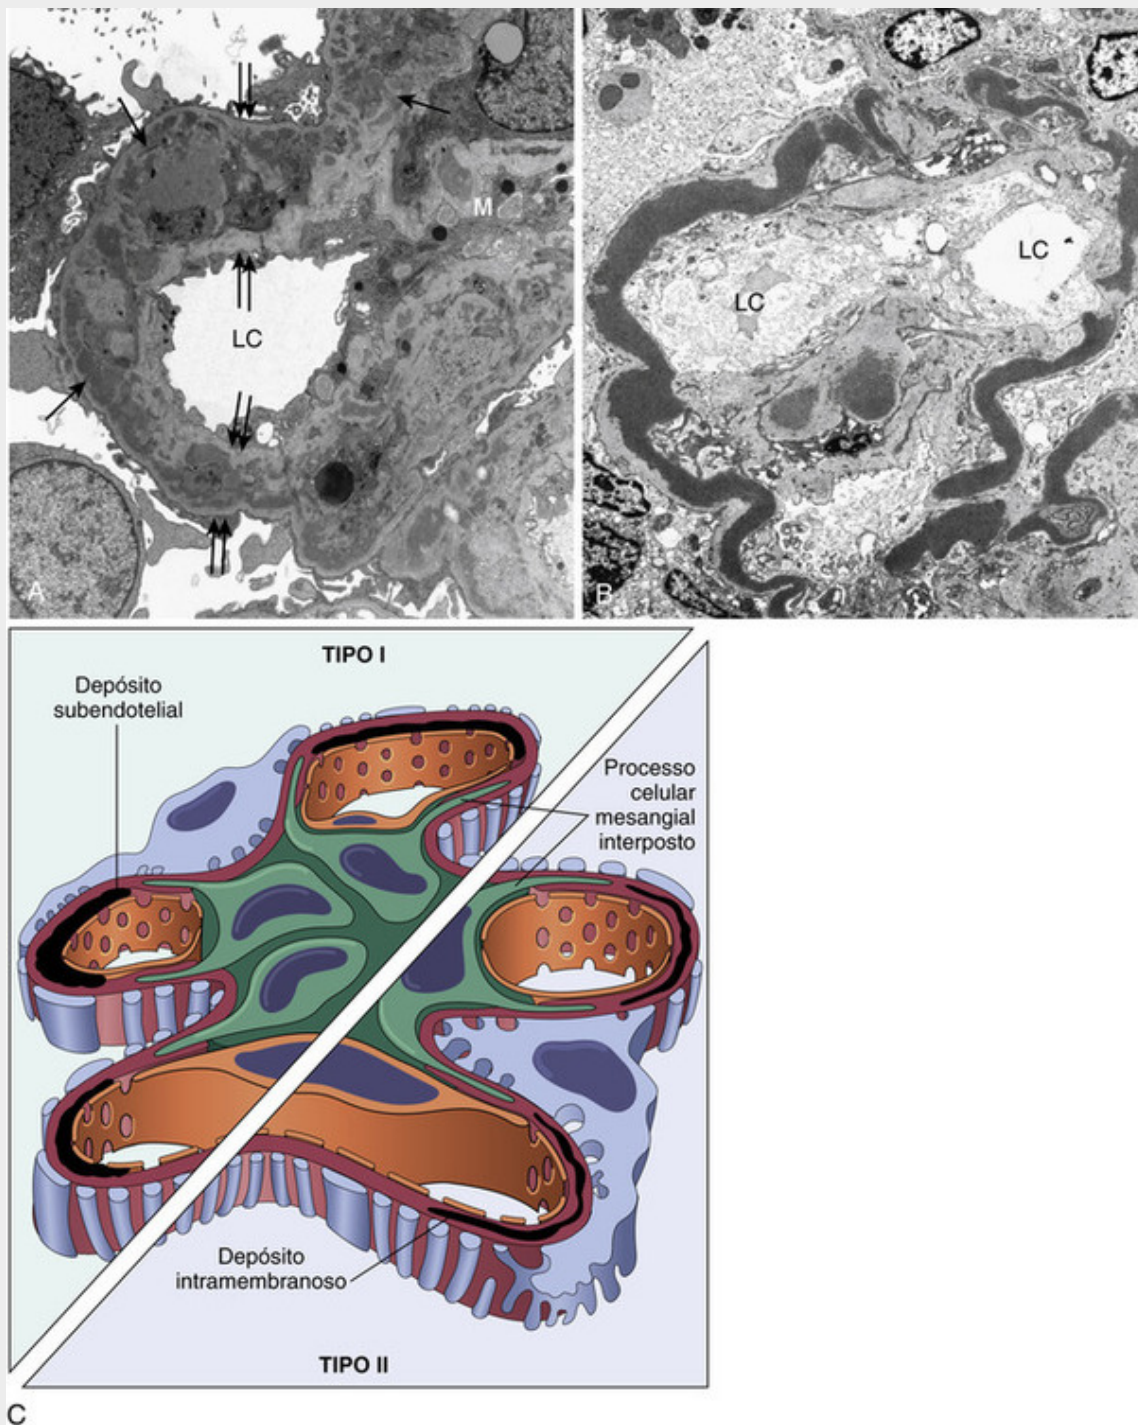 M
LC
A
LC
LC
B
TIPO I
Depósito
subendotelial
Processo
celular
mesangial
interposto
Depósito
intramembranoso
TIPO II
C